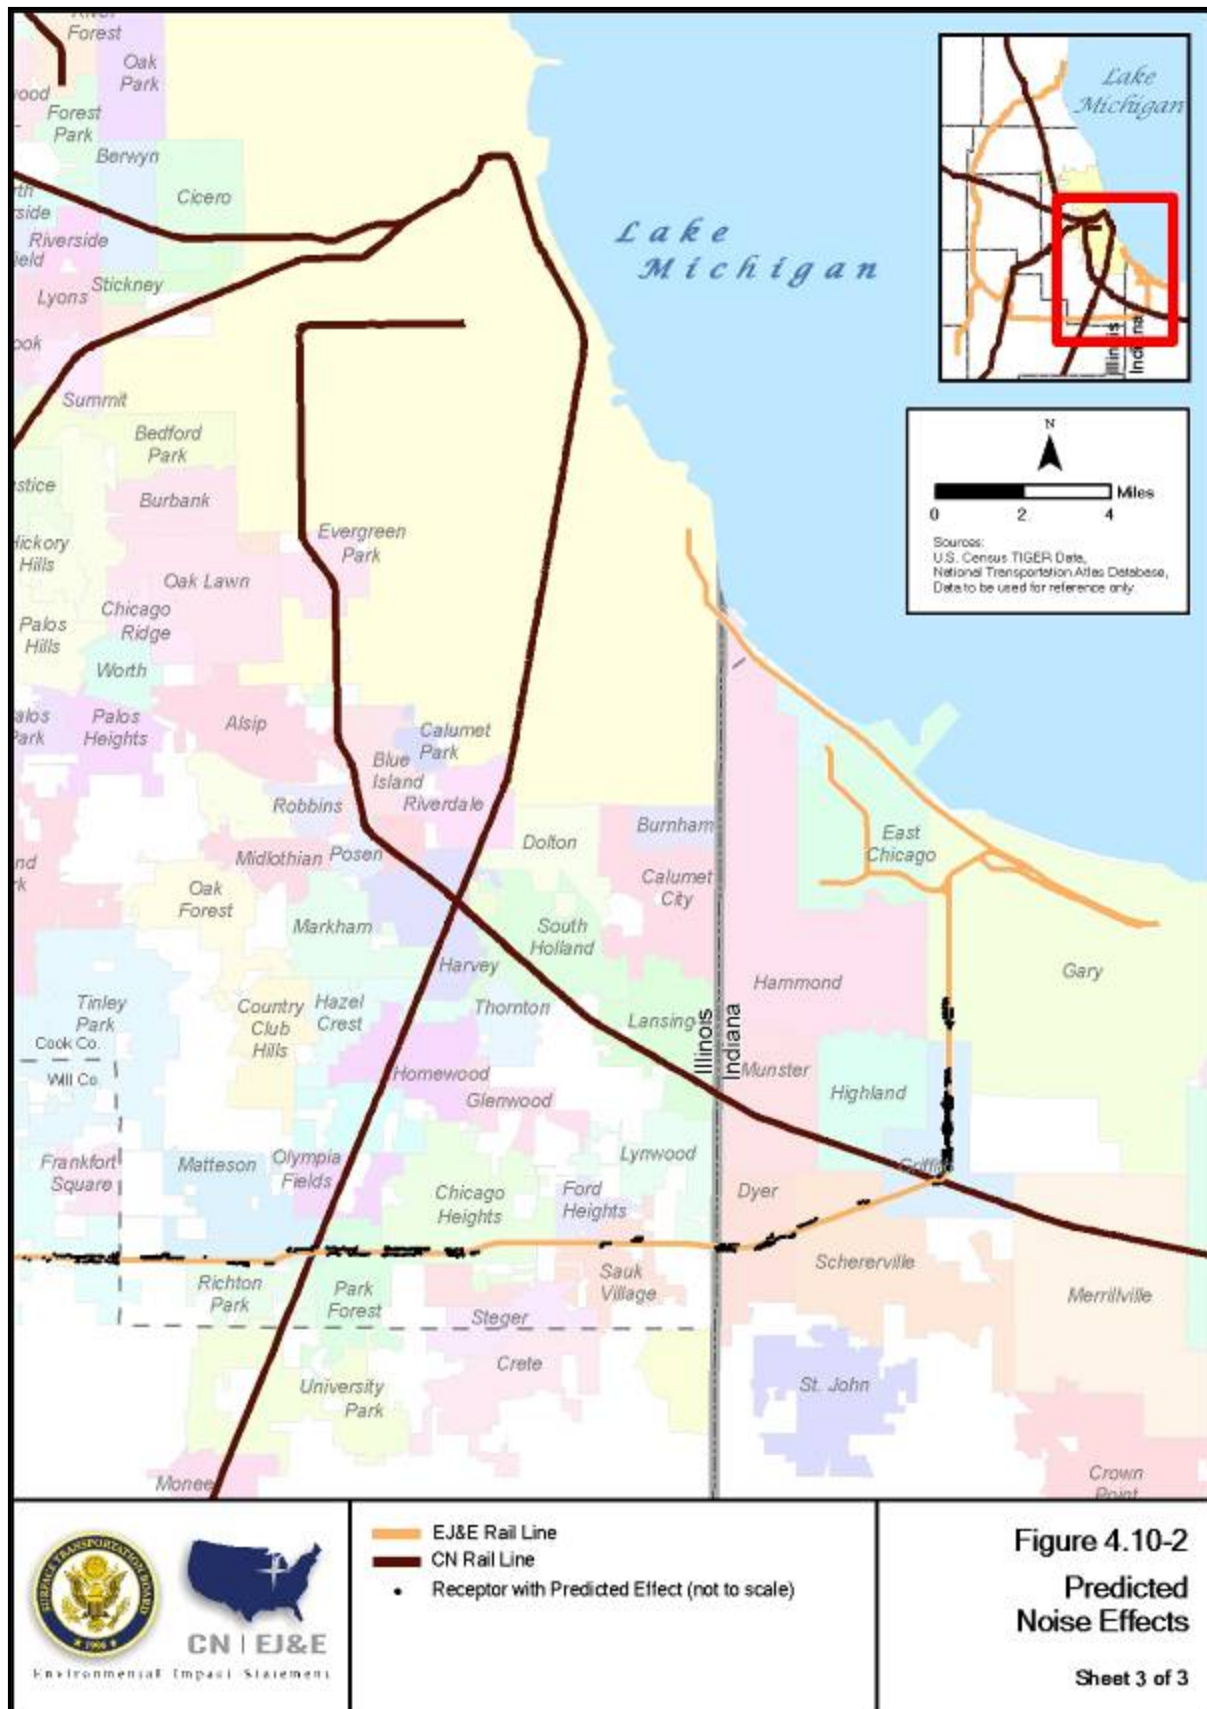 River
Forest
Oak
Park
Forest
Park
Berwyn
Cicero
Riverside
Lyons
Stickney
Summit
Bedford
Park
Burbank
Hickory
Hills
Evergreen
Park
Oak Lawn
Chicago
Ridge
Palos
Hills
Worth
Palos
Heights
Alsip
Calumet
Park
Blue
Island
Robbins
Riverdale
Midlothian
Posen
Dolton
Burnham
Calumet
City
Oak
Forest
Markham
South
Holland
Harvey
East
Chicago
Hammond
Gary
Tinley
Park
Country
Club
Hills
Hazel
Crest
Thornton
Lansing
Illinois
Indiana
Cook Co.
Will Co.
Homewood
Glenwood
Munster
Highland
Frankfort
Square
Matteson
Olympia
Fields
Lynwood
Chicago
Heights
Ford
Heights
Dyer
Schererville
Richton
Park
Park
Forest
Sauk
Village
Merrillville
Steger
Crete
University
Park
St. John
Monee
Crown
Point
Lake
Michigan
Lake
Michigan
Illinois
Indiana
N
0 2 4 Miles
Sources:
U.S. Census TIGER Data,
National Transportation Atlas Database,
Data to be used for reference only
SURFACE TRANSPORTATION BOARD
1996
CN | EJ&E
Environmental Impact Statement
EJ&E Rail Line
CN Rail Line
Receptor with Predicted Effect (not to scale)
Figure 4.10-2
Predicted
Noise Effects
Sheet 3 of 3